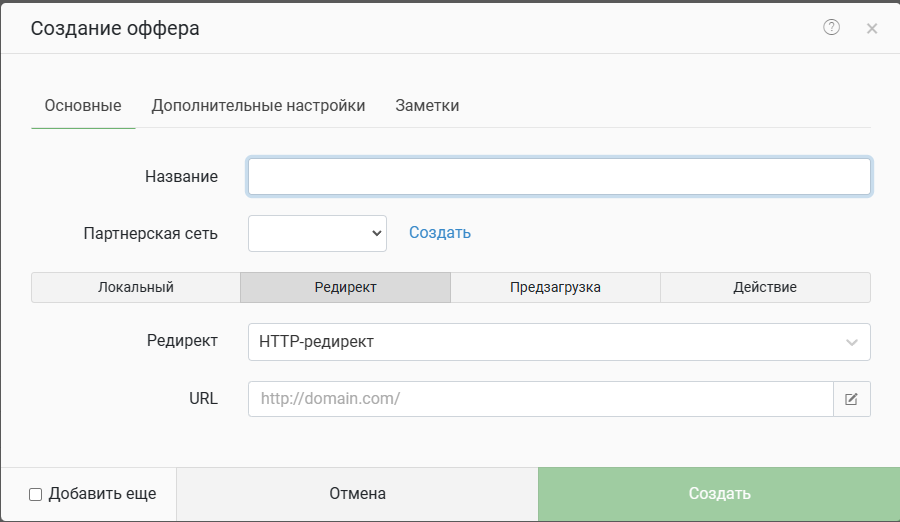 Создание оффера
Основные Дополнительные настройки Заметки
Название
Партнерская сеть Создать
Локальный Редирект Предзагрузка Действие
Редирект HTTP-редирект
URL http://domain.com/
Добавить еще Отмена Создать